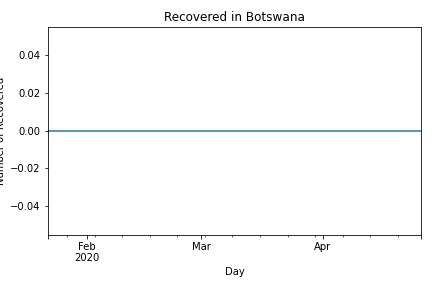 Recovered in Botswana
0.04
0.02
0.00
−0.02
−0.04
Number of Recovered
Feb
2020
Mar
Apr
Day